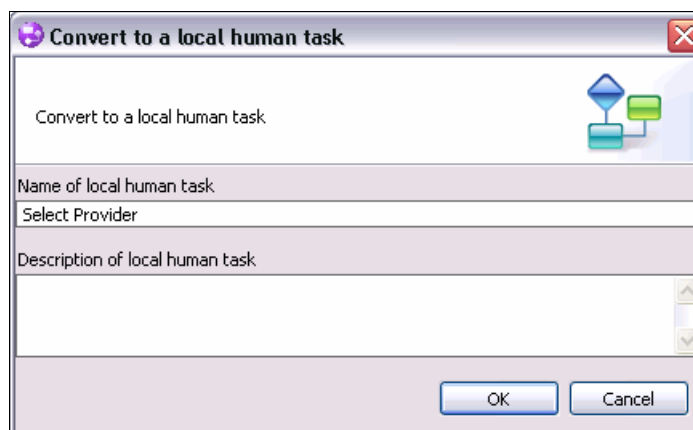 Convert to a local human task
Convert to a local human task
Name of local human task
Select Provider
Description of local human task
OK
Cancel